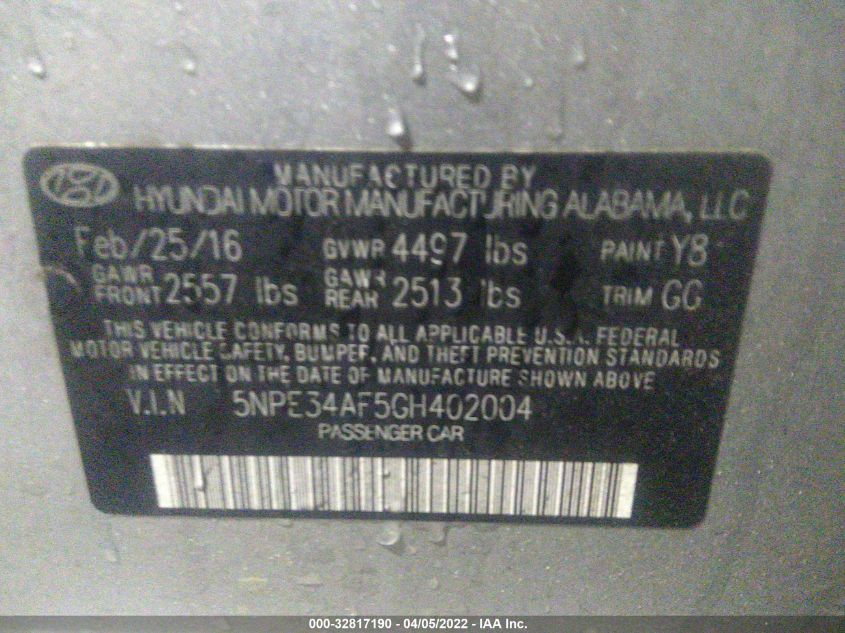 MANUFACTURED BY
HYUNDAI MOTOR MANUFACTURING ALABAMA, LLC
Feb/25/16 GVWR 4497 lbs PAINT Y8
GAWR FRONT 2557 lbs GAWR REAR 2513 lbs TRIM GG
THIS VEHICLE CONFORMS TO ALL APPLICABLE U.S.A. FEDERAL
MOTOR VEHICLE SAFETY, BUMPER, AND THEFT PREVENTION STANDARDS
IN EFFECT ON THE DATE OF MANUFACTURE SHOWN ABOVE
V.I.N 5NPE34AF5GH402004
PASSENGER CAR
000-32817190 - 04/05/2022 - IAA Inc.